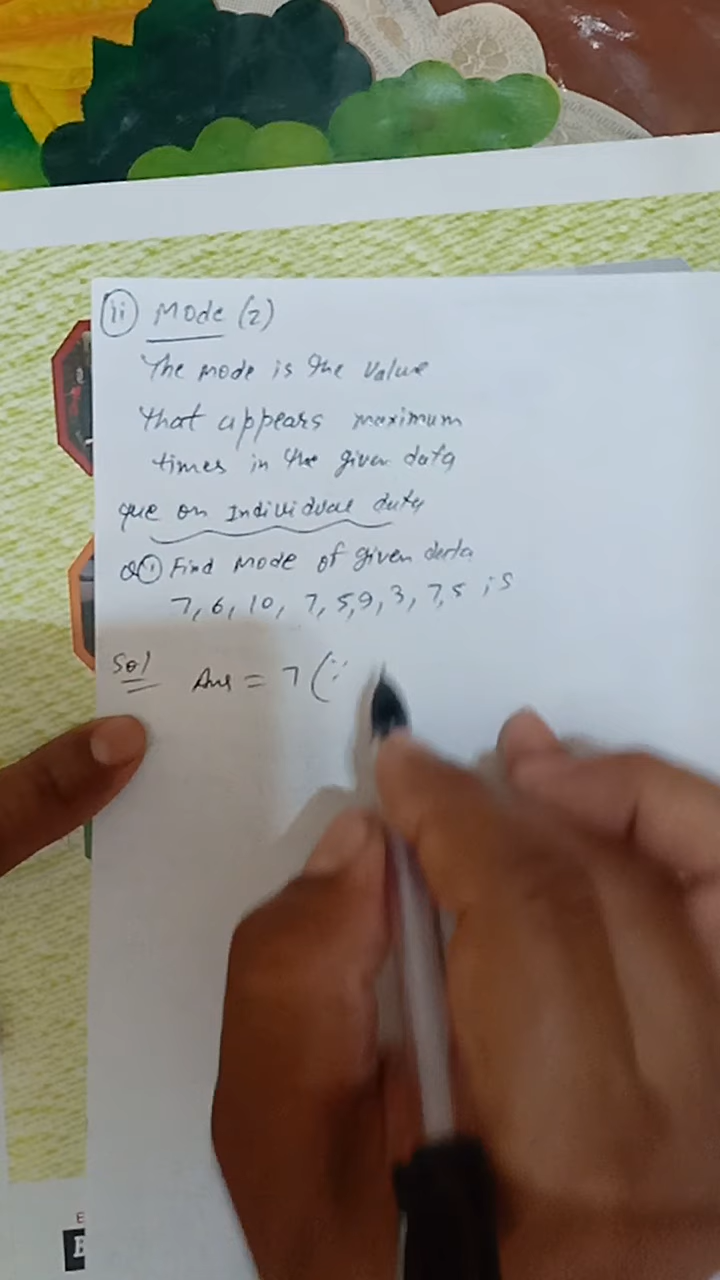 (ii) Mode (z)
The mode is the value
that appears maximum
times in the given data
que on Individual data
Q① Find mode of given data
7, 6, 10, 7, 5, 9, 3, 7, 5 is
Sol
Ans = 7 (∵
E